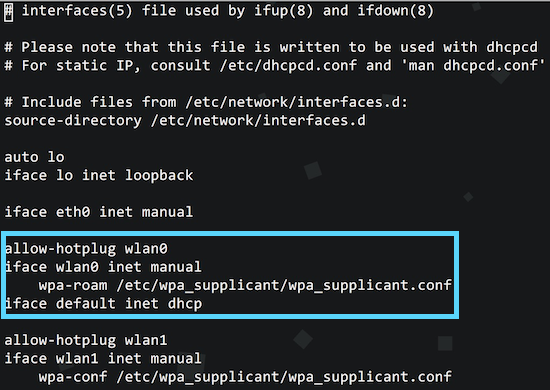 # interfaces(5) file used by ifup(8) and ifdown(8)
# Please note that this file is written to be used with dhcpcd
# For static IP, consult /etc/dhcpcd.conf and 'man dhcpcd.conf'
# Include files from /etc/network/interfaces.d:
source-directory /etc/network/interfaces.d
auto lo
iface lo inet loopback
iface eth0 inet manual
allow-hotplug wlan0
iface wlan0 inet manual
    wpa-roam /etc/wpa_supplicant/wpa_supplicant.conf
iface default inet dhcp
allow-hotplug wlan1
iface wlan1 inet manual
    wpa-conf /etc/wpa_supplicant/wpa_supplicant.conf